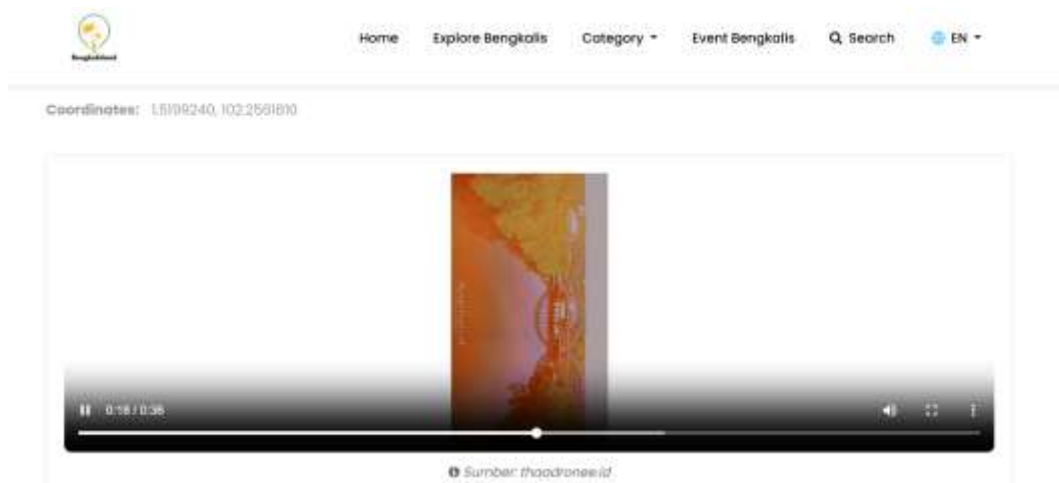 Home Explore Bengkalis Category Event Bengkalis Search EN
Coordinates: 1.5199240, 102.2561610
0:18 / 0:36
Sumber: thaadronee.id